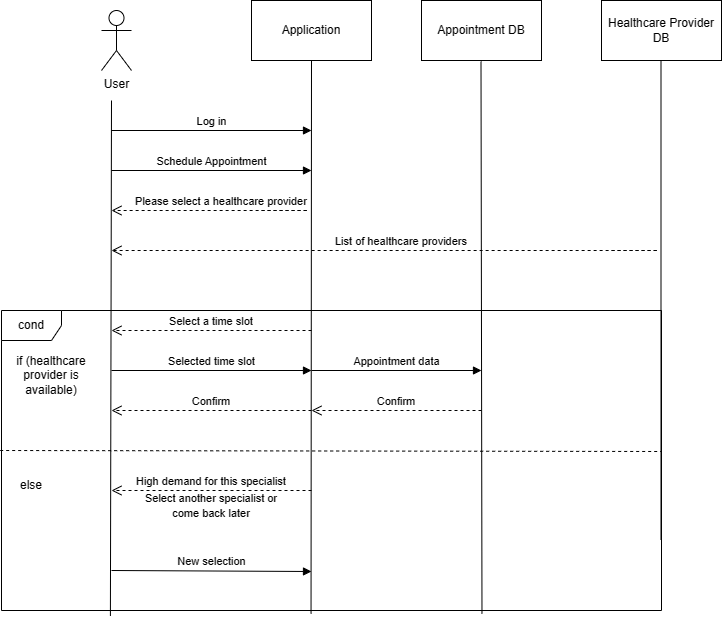 Application
Appointment DB
Healthcare Provider
DB
User
Log in
Schedule Appointment
Please select a healthcare provider
List of healthcare providers
cond
Select a time slot
if (healthcare
provider is
available)
Selected time slot
Appointment data
Confirm
Confirm
else
High demand for this specialist
Select another specialist or
come back later
New selection